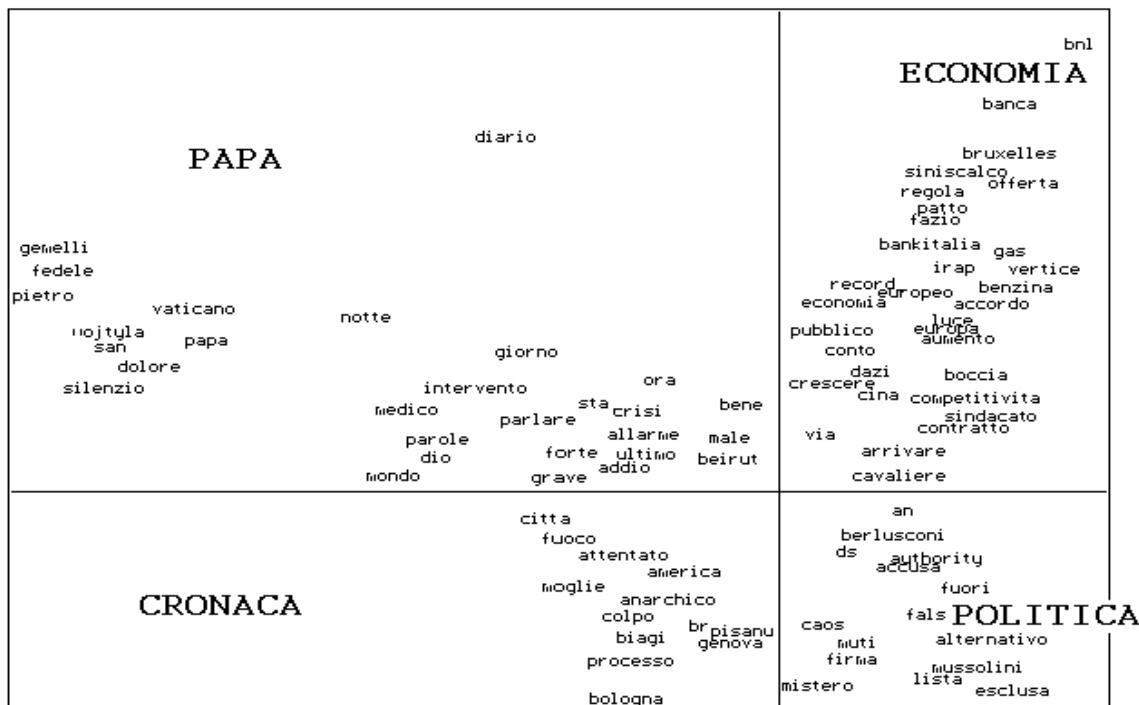 bnl
ECONOMIA
banca
diario
PAPA
bruxelles
siniscalco
offerta
regola
patto
fazio
gemelli
bankitalia
gas
fedele
irap
vertice
pietro
record
europeo
benzina
vaticano
economia
accordo
notte
luce
wojtyla
pubblico
europa
san
papa
aumento
giorno
conto
dolore
dazi
boccia
silenzio
intervento
ora
crescere
cina
competitivita
medico
sta
crisi
bene
parlare
sindacato
contratto
parole
allarme
male
via
dio
forte
ultimo
beirut
arrivare
mondo
grave
addio
cavaliere
citta
an
fuoco
berlusconi
attentato
ds
authority
accusa
america
moglie
fuori
CRONACA
anarchico
colpo
fals
POLITICA
br
pisanu
caos
biagi
genova
muti
alternativo
processo
firma
mussolini
lista
mistero
esclusa
bologna